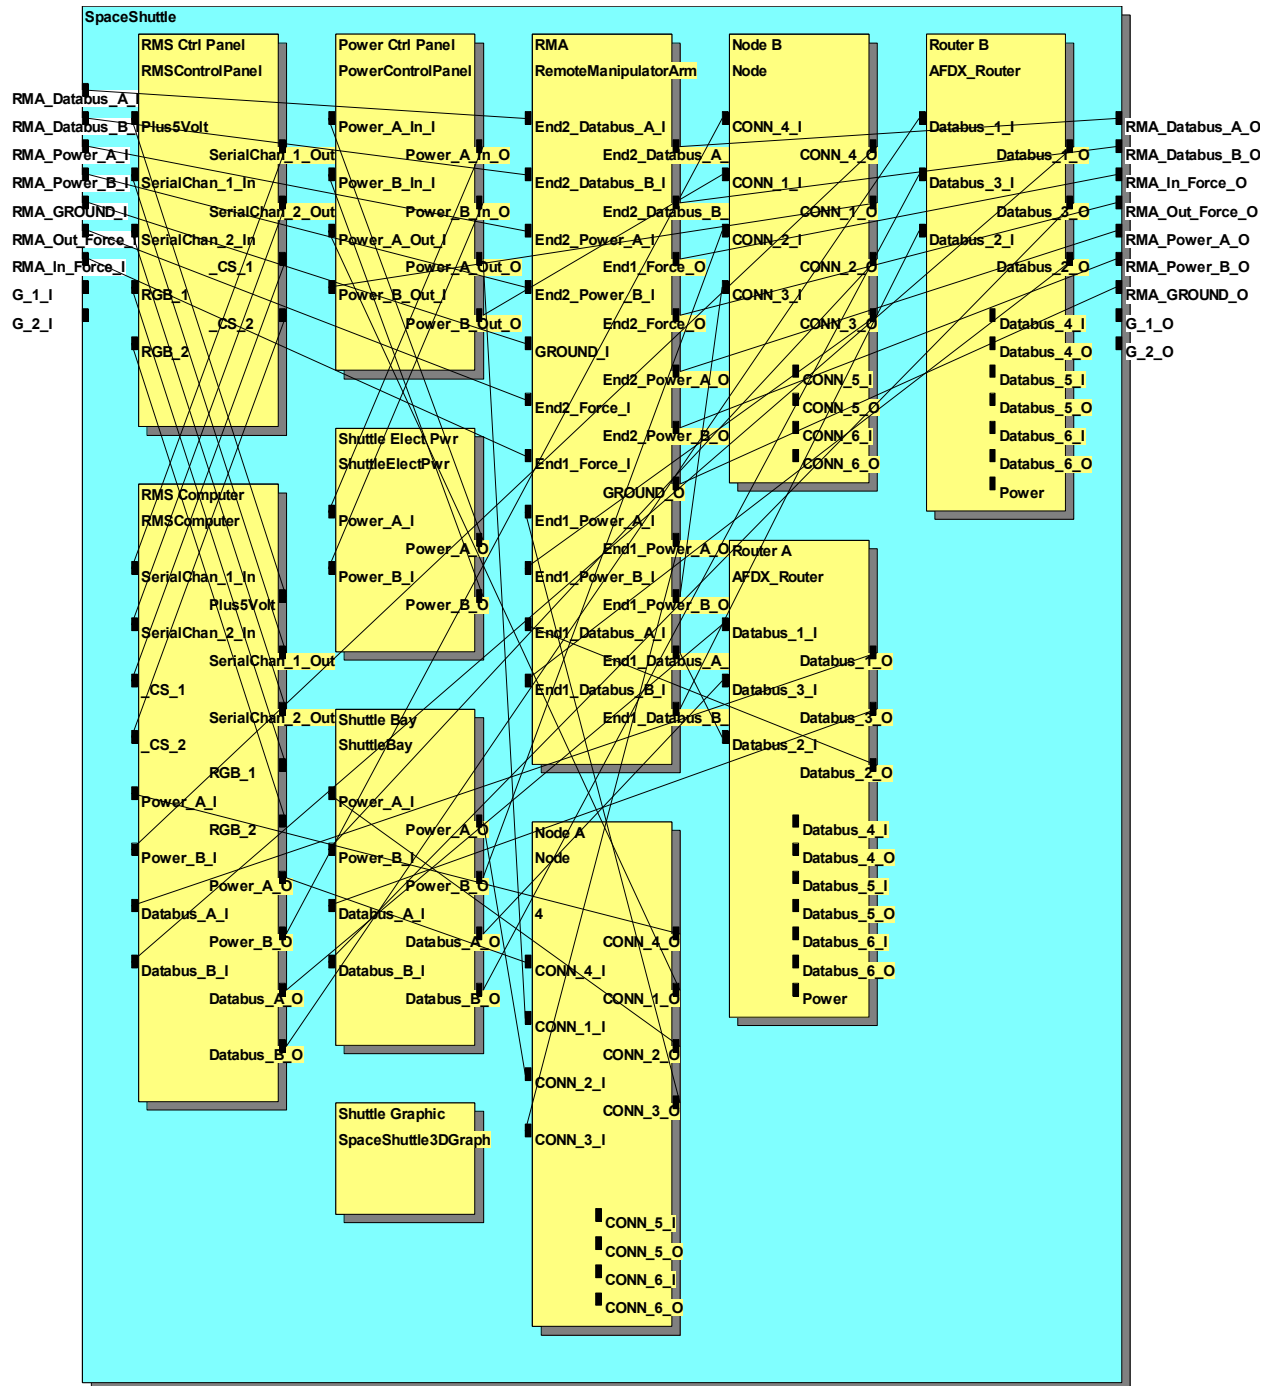 SpaceShuttle
RMA_Databus_A_I
RMA_Databus_B_
RMA_Power_A_I
RMA_Power_B_I
RMA_GROUND_I
RMA_Out_Force_I
RMA_In_Force_I
G_1_I
G_2_I
RMS Ctrl Panel
RMSControlPanel
Plus5Volt
SerialChan_1_Out
SerialChan_1_In
SerialChan_2_Out
SerialChan_2_In
_CS_1
RGB_1
_CS_2
RGB_2
Power Ctrl Panel
PowerControlPanel
Power_A_In_I
Power_A_In_O
Power_B_In_I
Power_B_In_O
Power_A_Out_I
Power_A_Out_O
Power_B_Out_I
Power_B_Out_O
RMA
RemoteManipulatorArm
End2_Databus_A_I
End2_Databus_A_
End2_Databus_B_I
End2_Databus_B_
End2_Power_A_I
End1_Force_O
End2_Power_B_I
End2_Force_O
GROUND_I
End2_Power_A_O
End2_Force_I
End2_Power_B_O
End1_Force_I
GROUND_O
End1_Power_A_I
End1_Power_A_O
End1_Power_B_I
End1_Power_B_O
End1_Databus_A_I
End1_Databus_A_
End1_Databus_B_I
End1_Databus_B_
Node B
Node
CONN_4_I
CONN_4_O
CONN_1_I
CONN_1_O
CONN_2_I
CONN_2_O
CONN_3_I
CONN_3_O
CONN_5_I
CONN_5_O
CONN_6_I
CONN_6_O
Router B
AFDX_Router
Databus_1_I
Databus_1_O
Databus_3_I
Databus_3_O
Databus_2_I
Databus_2_O
Databus_4_I
Databus_4_O
Databus_5_I
Databus_5_O
Databus_6_I
Databus_6_O
Power
RMA_Databus_A_O
RMA_Databus_B_O
RMA_In_Force_O
RMA_Out_Force_O
RMA_Power_A_O
RMA_Power_B_O
RMA_GROUND_O
G_1_O
G_2_O
Shuttle Elect Pwr
ShuttleElectPwr
Power_A_I
Power_A_O
Power_B_I
Power_B_O
RMS Computer
RMSComputer
SerialChan_1_In
Plus5Volt
SerialChan_2_In
SerialChan_1_Out
_CS_1
SerialChan_2_Out
_CS_2
RGB_1
Power_A_I
RGB_2
Power_B_I
Power_A_O
Databus_A_I
Power_B_O
Databus_B_I
Databus_A_O
Databus_B_O
Shuttle Bay
ShuttleBay
Power_A_I
Power_A_O
Power_B_I
Power_B_O
Databus_A_I
Databus_A_O
Databus_B_I
Databus_B_O
Router A
AFDX_Router
Databus_1_I
Databus_1_O
Databus_3_I
Databus_3_O
Databus_2_I
Databus_2_O
Databus_4_I
Databus_4_O
Databus_5_I
Databus_5_O
Databus_6_I
Databus_6_O
Power
Node A
Node
4
CONN_4_O
CONN_4_I
CONN_1_O
CONN_1_I
CONN_2_O
CONN_2_I
CONN_3_O
CONN_3_I
CONN_5_I
CONN_5_O
CONN_6_I
CONN_6_O
Shuttle Graphic
SpaceShuttle3DGraph